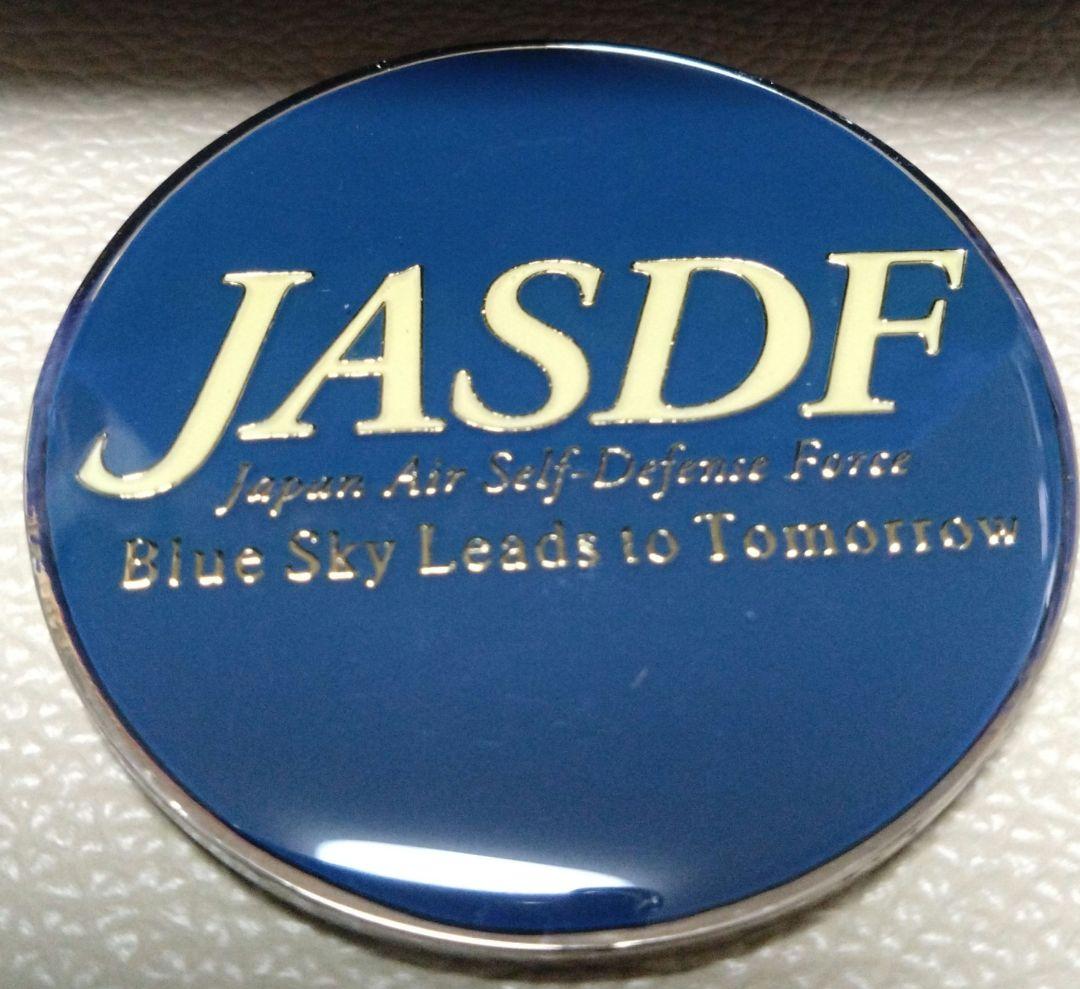 JASDF
Japan Air Self-Defense Force
Blue Sky Leads to Tomorrow